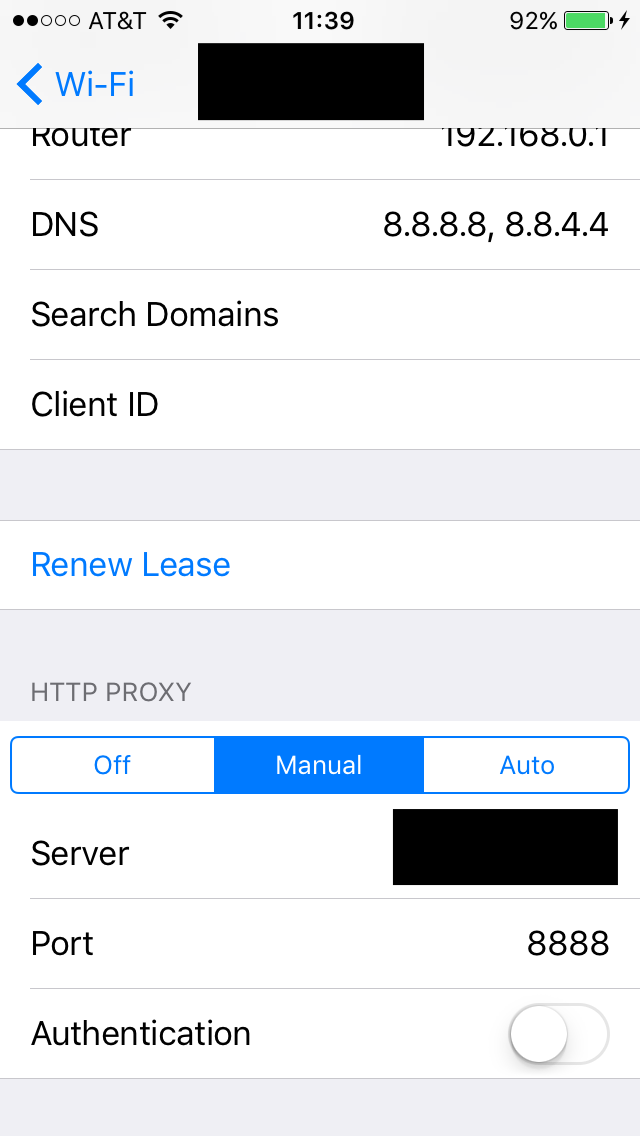 AT&T 11:39 92%
Wi-Fi
Router 192.168.0.1
DNS 8.8.8.8, 8.8.4.4
Search Domains
Client ID
Renew Lease
HTTP PROXY
Off Manual Auto
Server
Port 8888
Authentication